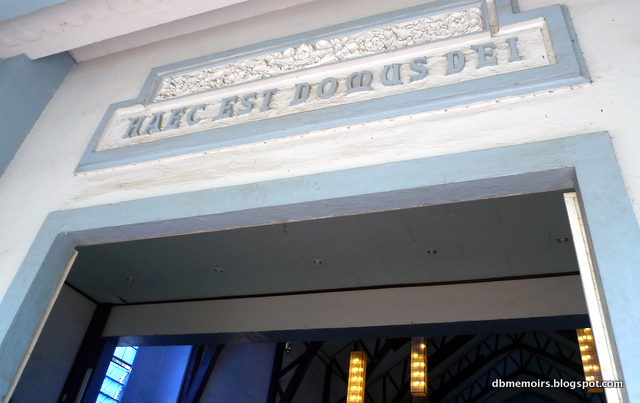 HAEC EST DOMUS DEI
dbmemoirs.blogspot.com